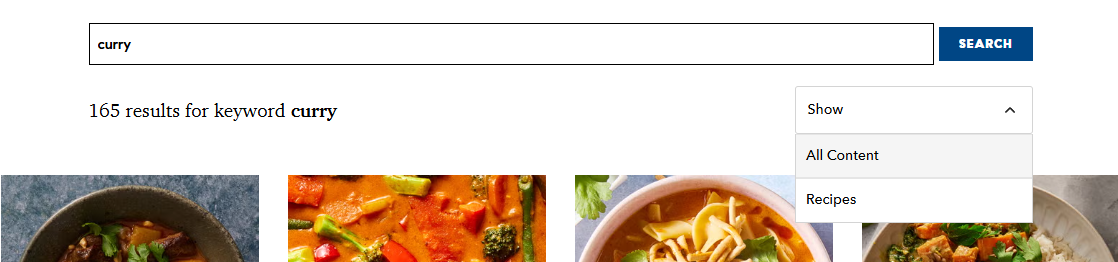 curry
SEARCH
165 results for keyword curry
Show
All Content
Recipes